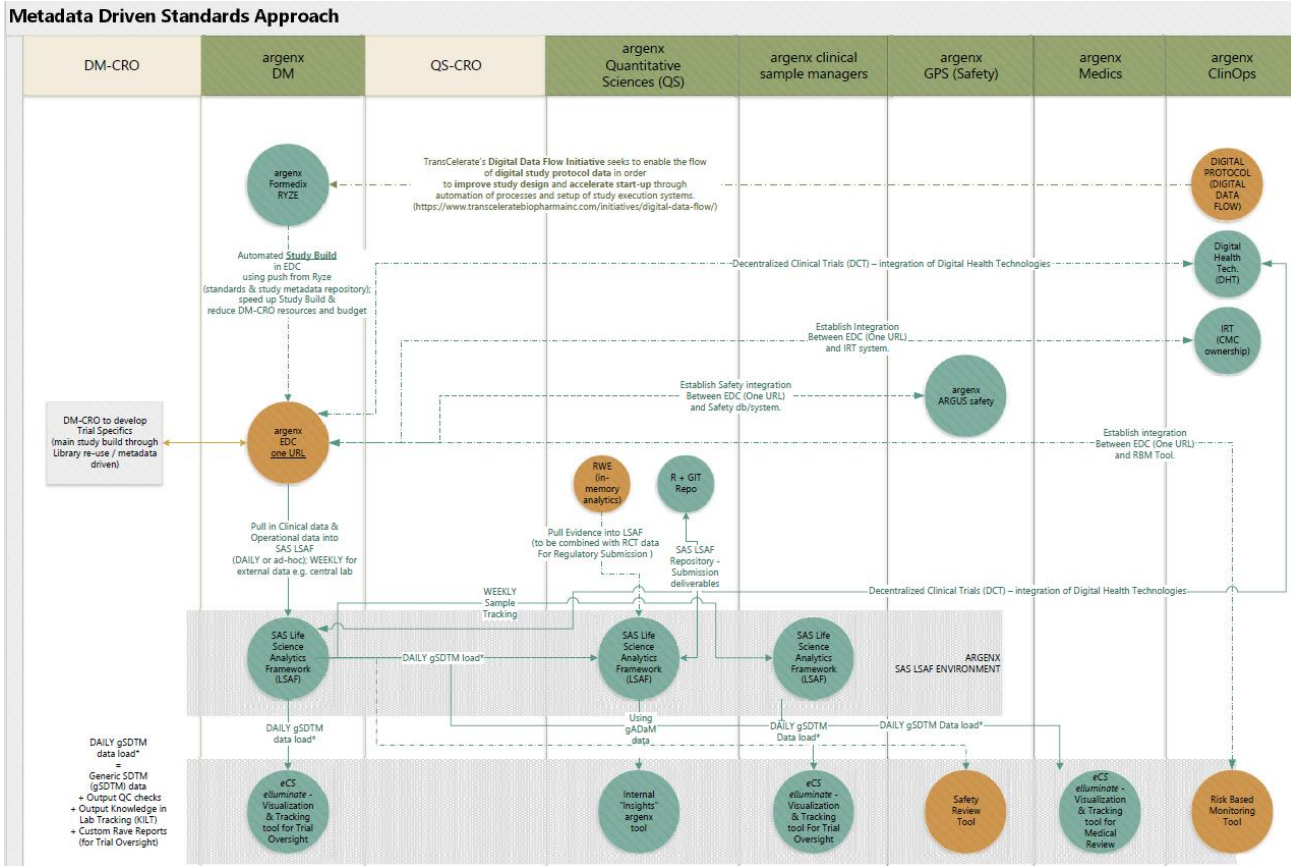 Metadata Driven Standards Approach
DM-CRO
argenx
DM
QS-CRO
argenx
Quantitative
Sciences (QS)
argenx clinical
sample managers
argenx
GPS (Safety)
argenx
Medics
argenx
ClinOps
argenx
Formedix
RYZE
TransCelerate's Digital Data Flow Initiative seeks to enable the flow
of digital study protocol data in order
to improve study design and accelerate start-up through
automation of processes and setup of study execution systems.
(https://www.transceleratebiopharmainc.com/initiatives/digital-data-flow/)
DIGITAL
PROTOCOL
(DIGITAL
DATA
FLOW)
Automated Study Build
in EDC
using push from Ryze
(standards & study metadata repository);
speed up Study Build &
reduce DM-CRO resources and budget
Decentralized Clinical Trials (DCT) – integration of Digital Health Technologies
Digital
Health
Tech.
(DHT)
Establish Integration
Between EDC (One URL)
and IRT system.
IRT
(CMC
ownership)
Establish Safety integration
Between EDC (One URL)
and Safety db/system.
argenx
ARGUS safety
DM-CRO to develop
Trial Specifics
(main study build through
Library re-use / metadata
driven)
argenx
EDC
one URL
Establish integration
Between EDC (One URL)
and RBM Tool.
RWE
(in-
memory
analytics)
R + GIT
Repo
Pull in Clinical data &
Operational data into
SAS LSAF
(DAILY or ad-hoc); WEEKLY for
external data e.g. central lab
Pull Evidence into LSAF
(to be combined with RCT data
For Regulatory Submission )
SAS LSAF
Repository -
Submission
deliverables
WEEKLY
Sample
Tracking
Decentralized Clinical Trials (DCT) – integration of Digital Health Technologies
SAS Life
Science
Analytics
Framework
(LSAF)
DAILY gSDTM load*
SAS Life
Science
Analytics
Framework
(LSAF)
SAS Life
Science
Analytics
Framework
(LSAF)
ARGENX
SAS LSAF ENVIRONMENT
DAILY gSDTM
data load*
Using
gADaM
data
DAILY gSDTM
Data load*
DAILY gSDTM Data load*
DAILY gSDTM
data load*
=
Generic SDTM
(gSDTM) data
+ Output QC checks
+ Output Knowledge in
Lab Tracking (KILT)
+ Custom Rave Reports
(for Trial Oversight)
eCS
elluminate -
Visualization
& Tracking
tool for Trial
Oversight
Internal
"Insights"
argenx
tool
eCS
elluminate -
Visualization
& Tracking
tool For Trial
Oversight
Safety
Review
Tool
eCS
elluminate -
Visualization
& Tracking
tool for
Medical
Review
Risk Based
Monitoring
Tool